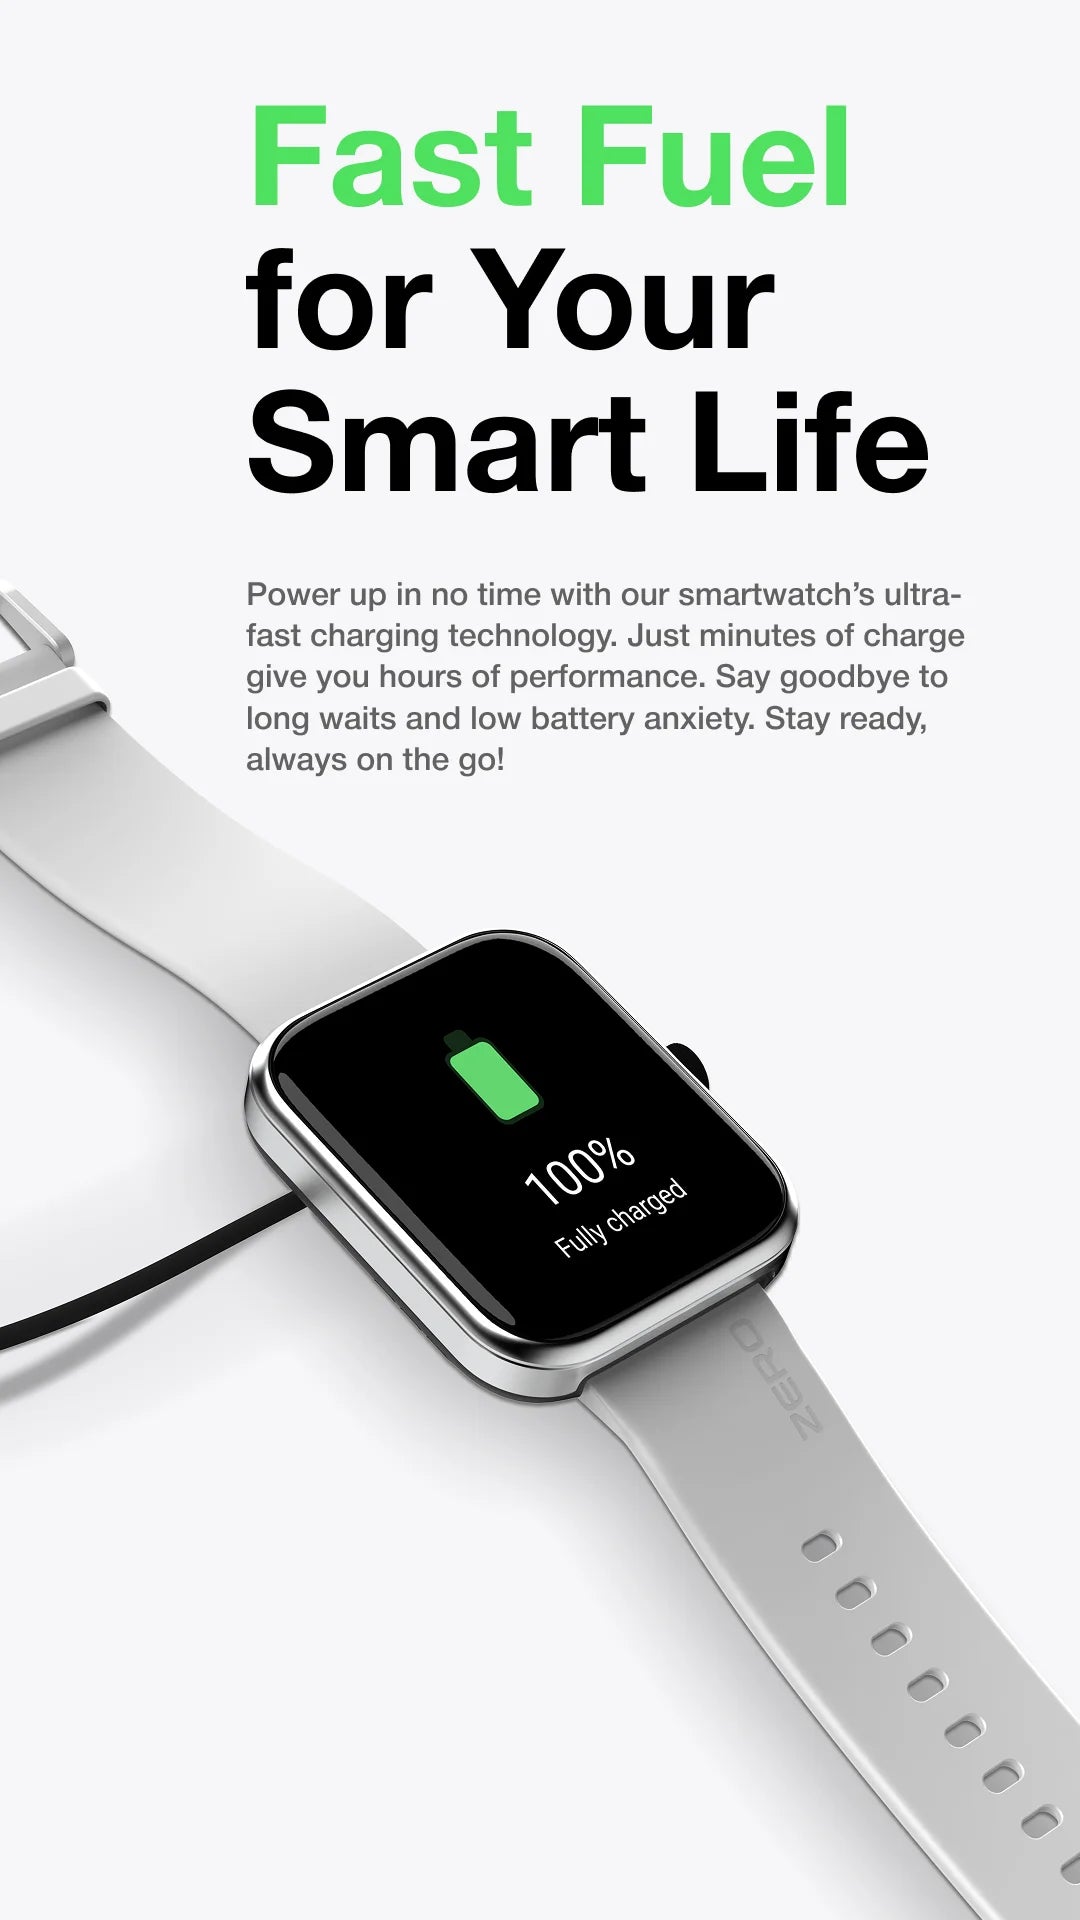 Fast Fuel
for Your
Smart Life
Power up in no time with our smartwatch’s ultra-
fast charging technology. Just minutes of charge
give you hours of performance. Say goodbye to
long waits and low battery anxiety. Stay ready,
always on the go!
100%
Fully charged
ZERO